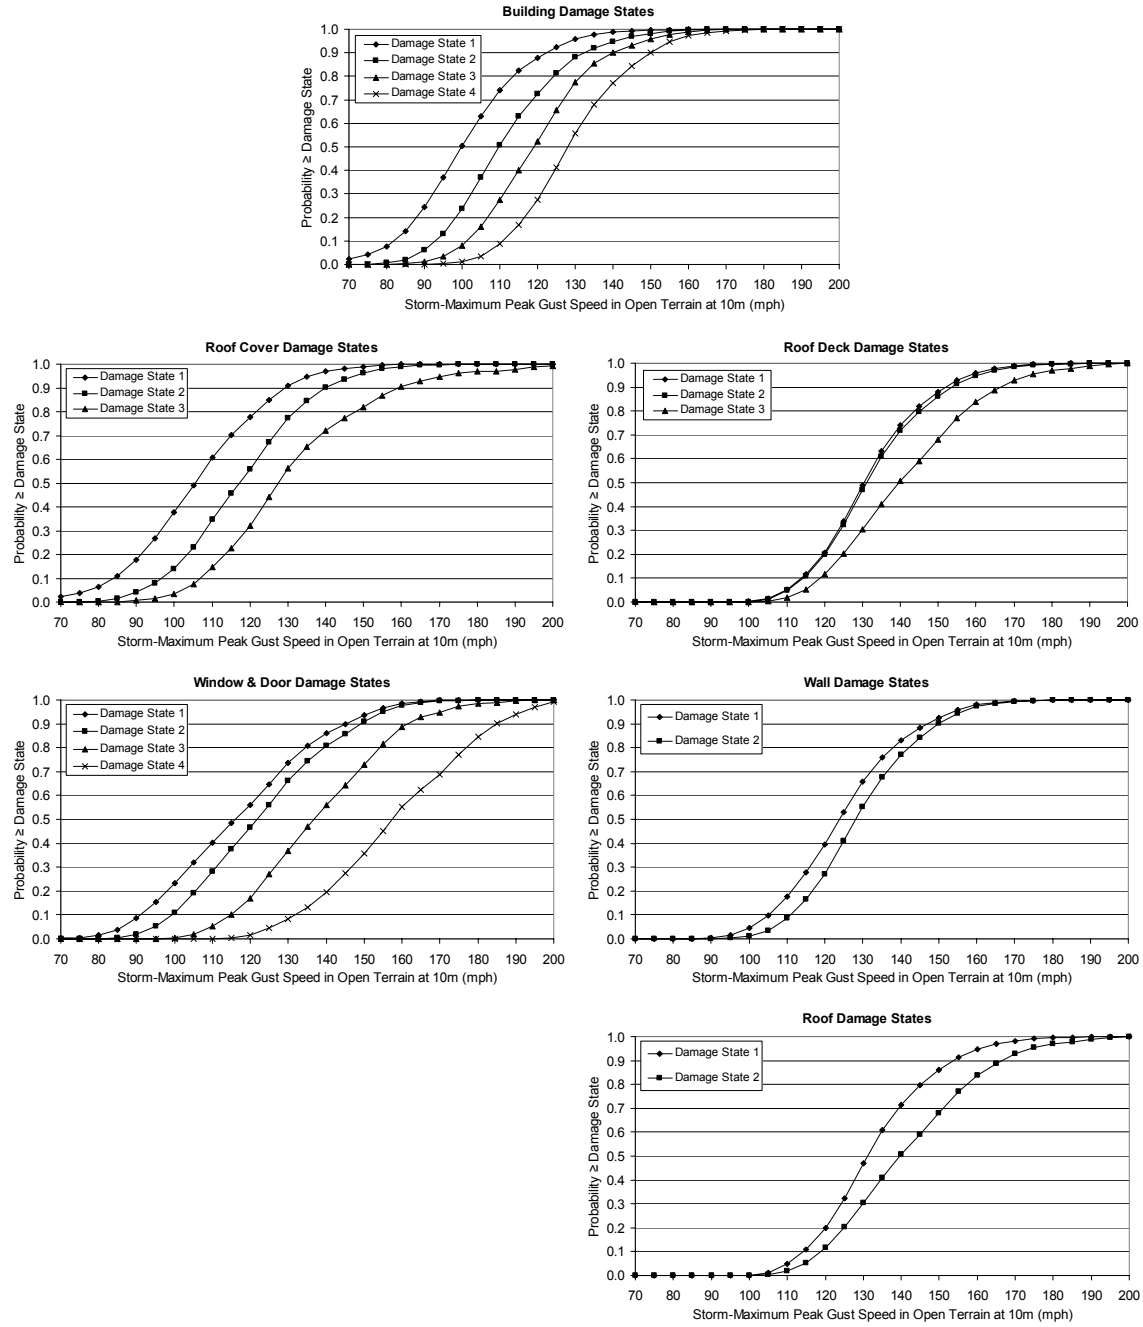 Building Damage States
Probability ≥ Damage State
1.0
0.9
0.8
0.7
0.6
0.5
0.4
0.3
0.2
0.1
0.0
Damage State 1
Damage State 2
Damage State 3
Damage State 4
70 80 90 100 110 120 130 140 150 160 170 180 190 200
Storm-Maximum Peak Gust Speed in Open Terrain at 10m (mph)
Roof Cover Damage States
Probability ≥ Damage State
1.0
0.9
0.8
0.7
0.6
0.5
0.4
0.3
0.2
0.1
0.0
Damage State 1
Damage State 2
Damage State 3
70 80 90 100 110 120 130 140 150 160 170 180 190 200
Storm-Maximum Peak Gust Speed in Open Terrain at 10m (mph)
Roof Deck Damage States
Probability ≥ Damage State
1.0
0.9
0.8
0.7
0.6
0.5
0.4
0.3
0.2
0.1
0.0
Damage State 1
Damage State 2
Damage State 3
70 80 90 100 110 120 130 140 150 160 170 180 190 200
Storm-Maximum Peak Gust Speed in Open Terrain at 10m (mph)
Window & Door Damage States
Probability ≥ Damage State
1.0
0.9
0.8
0.7
0.6
0.5
0.4
0.3
0.2
0.1
0.0
Damage State 1
Damage State 2
Damage State 3
Damage State 4
70 80 90 100 110 120 130 140 150 160 170 180 190 200
Storm-Maximum Peak Gust Speed in Open Terrain at 10m (mph)
Wall Damage States
Probability ≥ Damage State
1.0
0.9
0.8
0.7
0.6
0.5
0.4
0.3
0.2
0.1
0.0
Damage State 1
Damage State 2
70 80 90 100 110 120 130 140 150 160 170 180 190 200
Storm-Maximum Peak Gust Speed in Open Terrain at 10m (mph)
Roof Damage States
Probability ≥ Damage State
1.0
0.9
0.8
0.7
0.6
0.5
0.4
0.3
0.2
0.1
0.0
Damage State 1
Damage State 2
70 80 90 100 110 120 130 140 150 160 170 180 190 200
Storm-Maximum Peak Gust Speed in Open Terrain at 10m (mph)